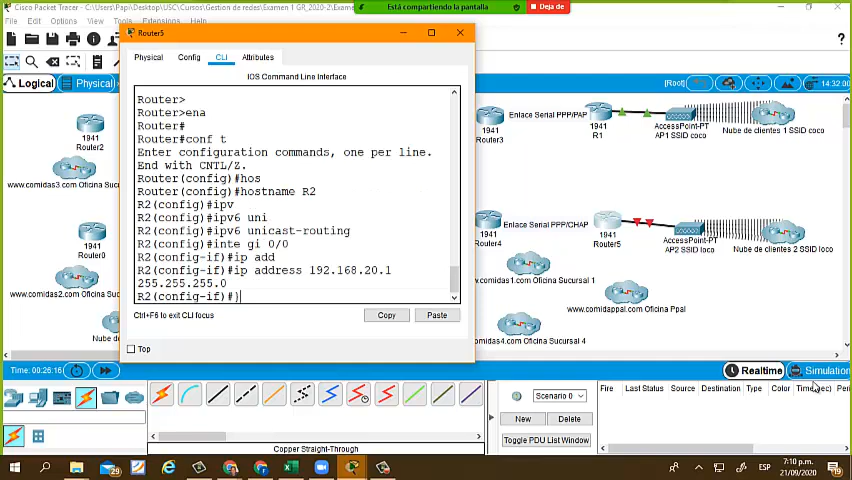 Cisco Packet Tracer - C:\Users\Papi\Desktop\USC\Cursos\Gestion de redes\Examen 1 GR_2020-2\Exame
Está compartiendo la pantalla
Deja de
File Edit Options View Tools Extensions
Router5
Physical Config CLI Attributes
IOS Command Line Interface
Router>
Router>ena
Router#
Router#conf t
Enter configuration commands, one per line.
End with CNTL/Z.
Router(config)#hos
Router(config)#hostname R2
R2(config)#ipv
R2(config)#ipv6 uni
R2(config)#ipv6 unicast-routing
R2(config)#inte gi 0/0
R2(config-if)#ip add
R2(config-if)#ip address 192.168.20.1
255.255.255.0
R2(config-if)#}
Ctrl+F6 to exit CLI focus
Copy
Paste
Top
Logical
Physical
[Root]
14:32:00
1941
Router2
www.comidas3.com Oficina Sucursal
1941
Router0
www.comidas2.com Oficina Sucursal
Nube de
Router3
Enlace Serial PPP/PAP
1941
R1
AccessPoint-PT
AP1 SSID coco
Nube de clientes 1 SSID coco
Router4
Enlace Serial PPP/CHAP
1941
Router5
AccessPoint-PT
AP2 SSID loco
Nube de clientes 2 SSID loco
www.comidas1.com Oficina Sucursal 1
www.comidappal.com Oficina Ppal
www.comidas4.com Oficina Sucursal 4
Time: 00:26:16
Realtime
Simulation
Scenario 0
New
Delete
Toggle PDU List Window
Fire Last Status Source Destination Type Color Time(sec) Peri
Copper Straight-Through
ESP
7:10 p.m.
21/09/2020
26
19